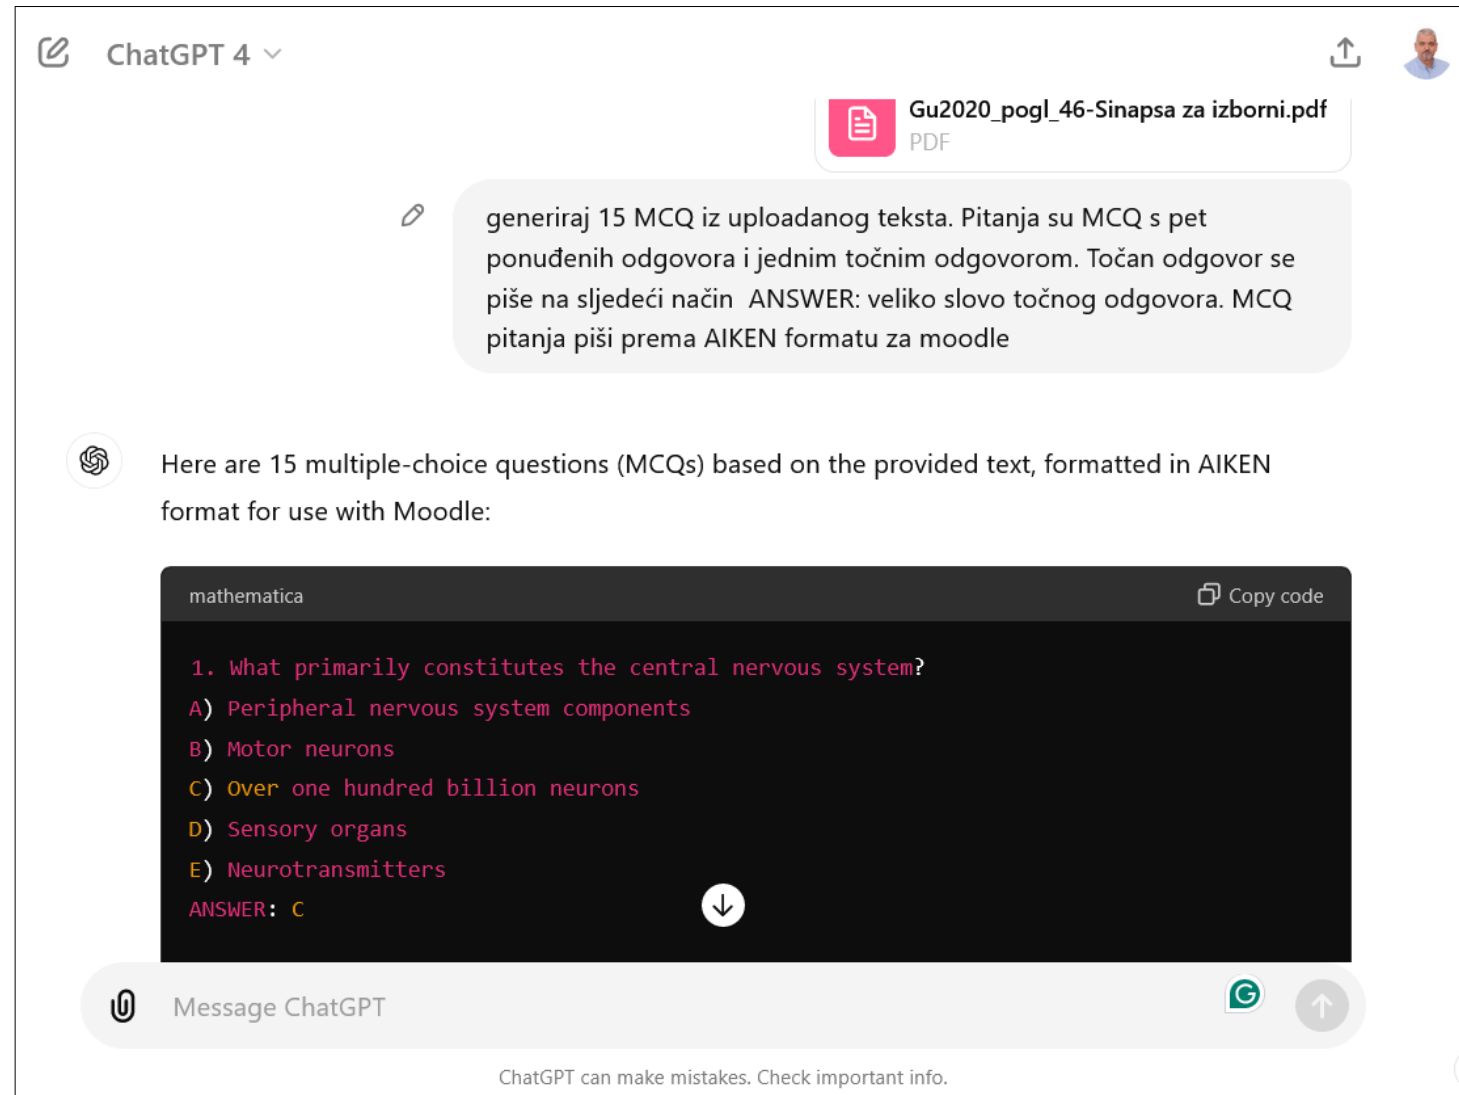 ChatGPT 4
Gu2020_pogl_46-Sinapsa za izborni.pdf
PDF
generiraj 15 MCQ iz uploadanog teksta. Pitanja su MCQ s pet
ponuđenih odgovora i jednim točnim odgovorom. Točan odgovor se
piše na sljedeći način  ANSWER: veliko slovo točnog odgovora. MCQ
pitanja piši prema AIKEN formatu za moodle
Here are 15 multiple-choice questions (MCQs) based on the provided text, formatted in AIKEN
format for use with Moodle:
mathematica
Copy code
1. What primarily constitutes the central nervous system?
A) Peripheral nervous system components
B) Motor neurons
C) Over one hundred billion neurons
D) Sensory organs
E) Neurotransmitters
ANSWER: C
Message ChatGPT
G
ChatGPT can make mistakes. Check important info.